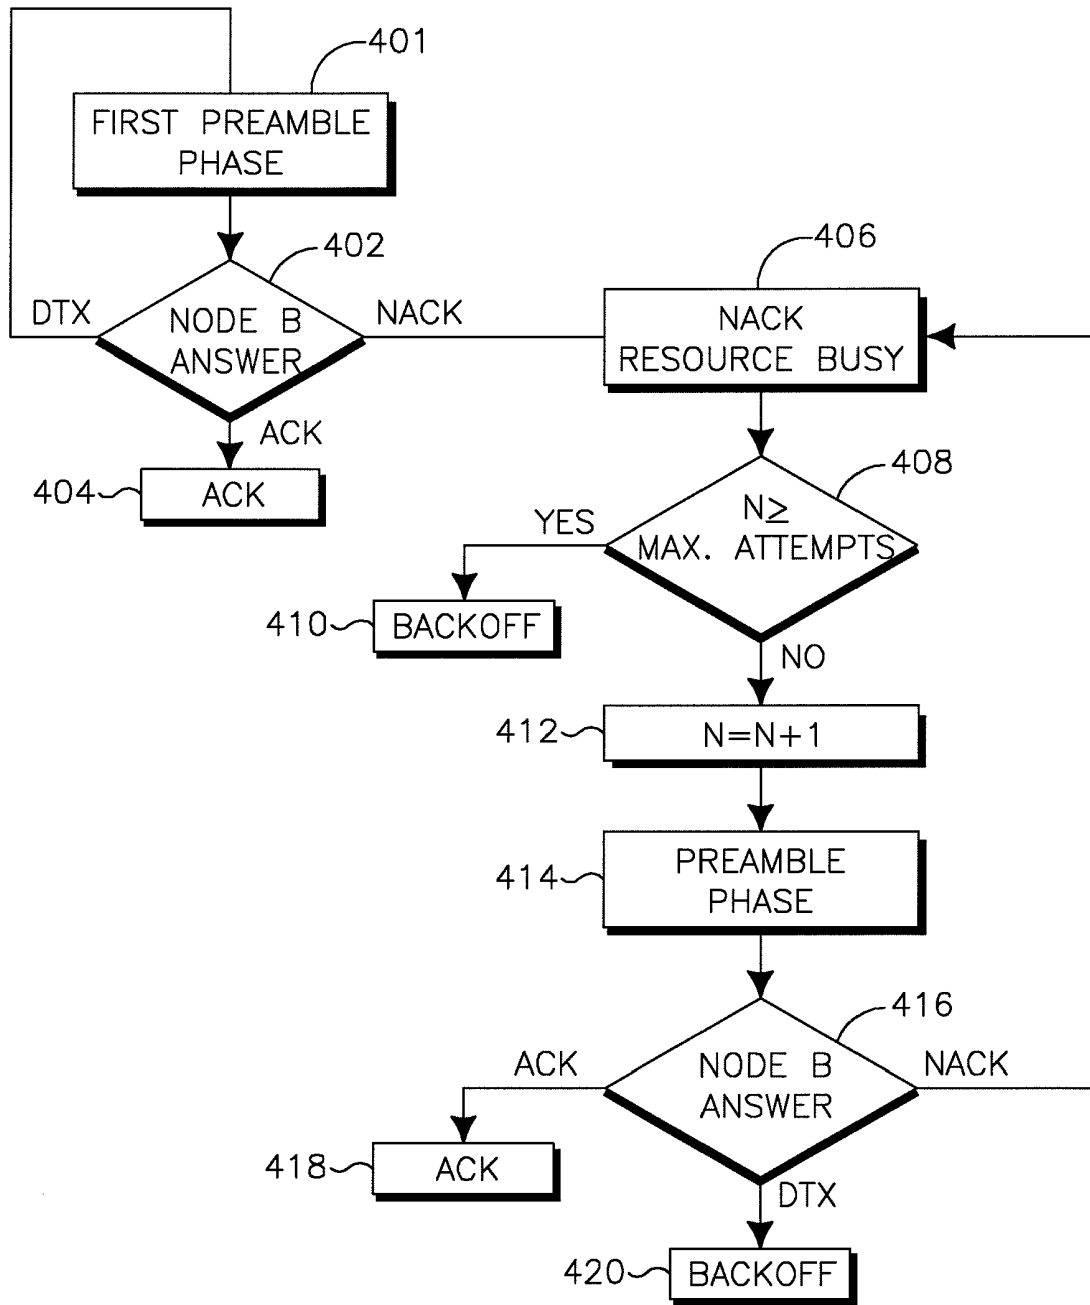 401
FIRST PREAMBLE
PHASE
402
DTX
NODE B
ANSWER
NACK
ACK
404
ACK
406
NACK
RESOURCE BUSY
408
N≥
MAX. ATTEMPTS
YES
410
BACKOFF
NO
412
N=N+1
414
PREAMBLE
PHASE
416
ACK
NODE B
ANSWER
NACK
418
ACK
DTX
420
BACKOFF